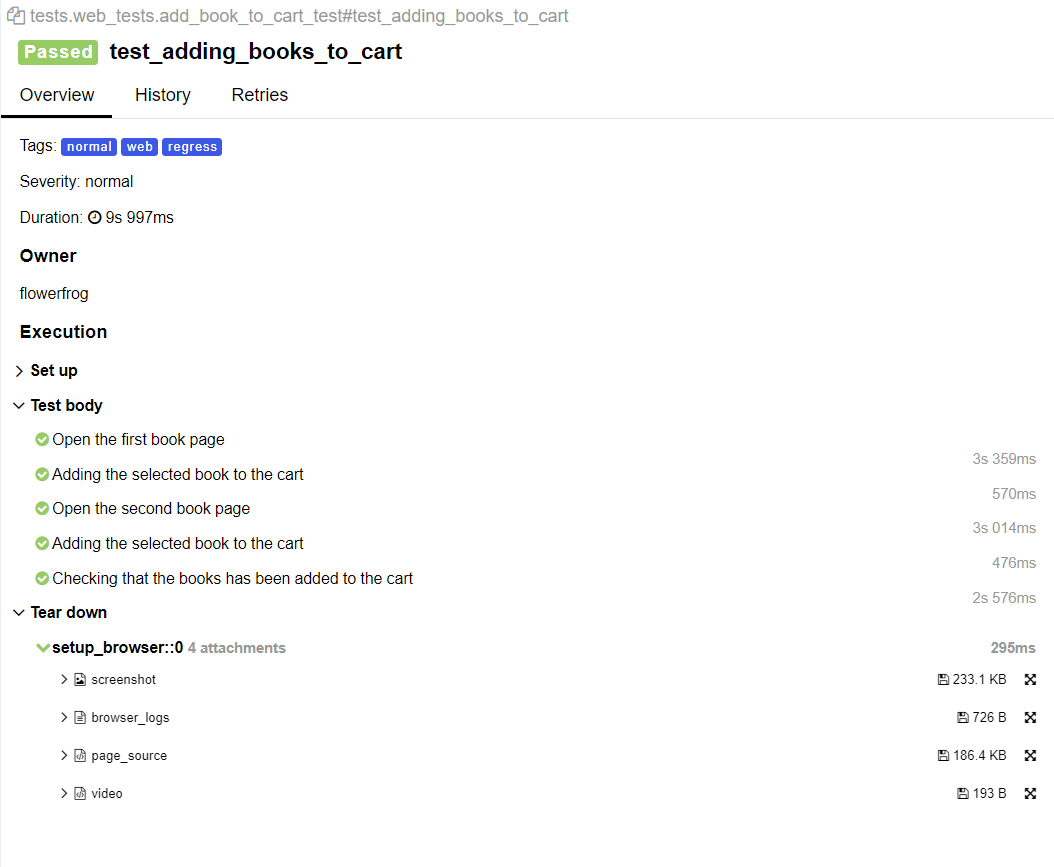 tests.web_tests.add_book_to_cart_test#test_adding_books_to_cart
Passed test_adding_books_to_cart
Overview History Retries
Tags: normal web regress
Severity: normal
Duration: 9s 997ms
Owner
flowerfrog
Execution
Set up
Test body
Open the first book page
3s 359ms
Adding the selected book to the cart
570ms
Open the second book page
3s 014ms
Adding the selected book to the cart
476ms
Checking that the books has been added to the cart
2s 576ms
Tear down
setup_browser::0 4 attachments 295ms
screenshot 233.1 KB
browser_logs 726 B
page_source 186.4 KB
video 193 B